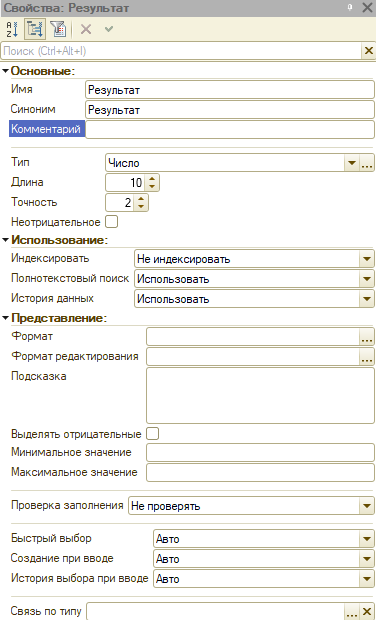 Свойства: Результат
Поиск (Ctrl+Alt+I)
Основные:
Имя Результат
Синоним Результат
Комментарий
Тип Число
Длина 10
Точность 2
Неотрицательное
Использование:
Индексировать Не индексировать
Полнотекстовый поиск Использовать
История данных Использовать
Представление:
Формат
Формат редактирования
Подсказка
Выделять отрицательные
Минимальное значение
Максимальное значение
Проверка заполнения Не проверять
Быстрый выбор Авто
Создание при вводе Авто
История выбора при вводе Авто
Связь по типу